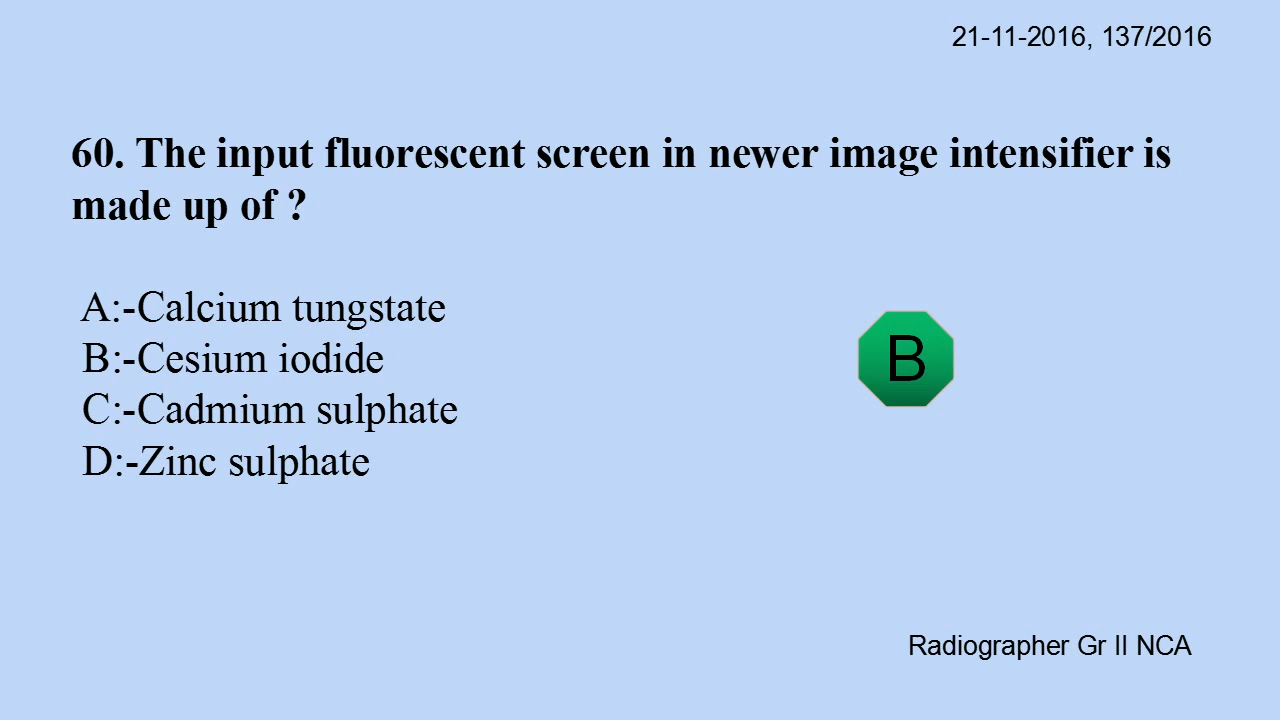 21-11-2016, 137/2016
60. The input fluorescent screen in newer image intensifier is
made up of ?
A:-Calcium tungstate
B:-Cesium iodide
C:-Cadmium sulphate
D:-Zinc sulphate
B
Radiographer Gr II NCA